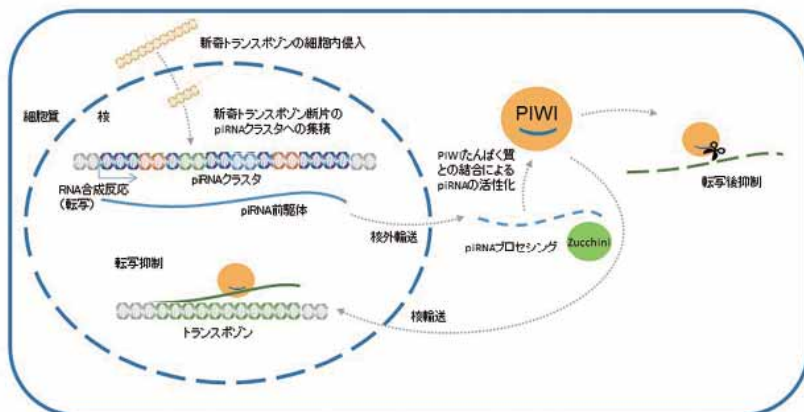 新奇トランスポゾンの細胞内侵入
細胞質
核
新奇トランスポゾン断片の
piRNAクラスタへの集積
piRNAクラスタ
RNA合成反応
(転写)
piRNA前駆体
核外輸送
PIWI
PIWIたんぱく質
との結合による
piRNAの活性化
piRNAプロセシング
Zucchini
転写後抑制
転写抑制
トランスポゾン
核輸送